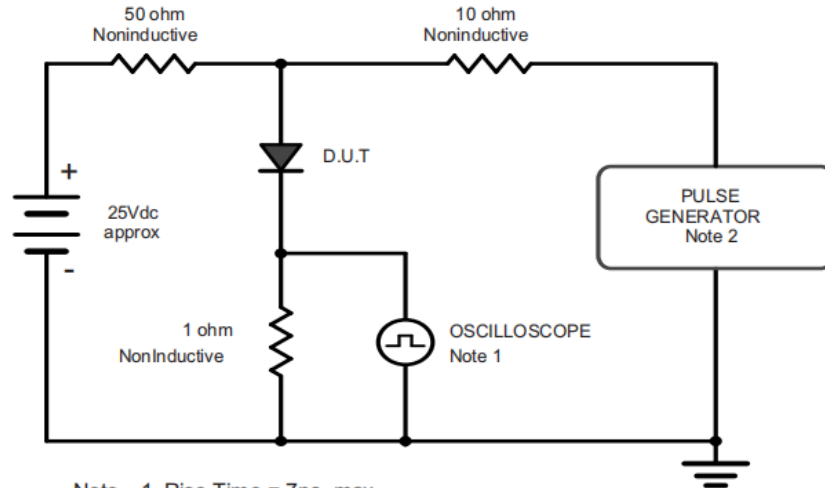 50 ohm
Noninductive
10 ohm
Noninductive
+
D.U.T
25Vdc
approx
-
PULSE
GENERATOR
Note 2
1 ohm
NonInductive
OSCILLOSCOPE
Note 1